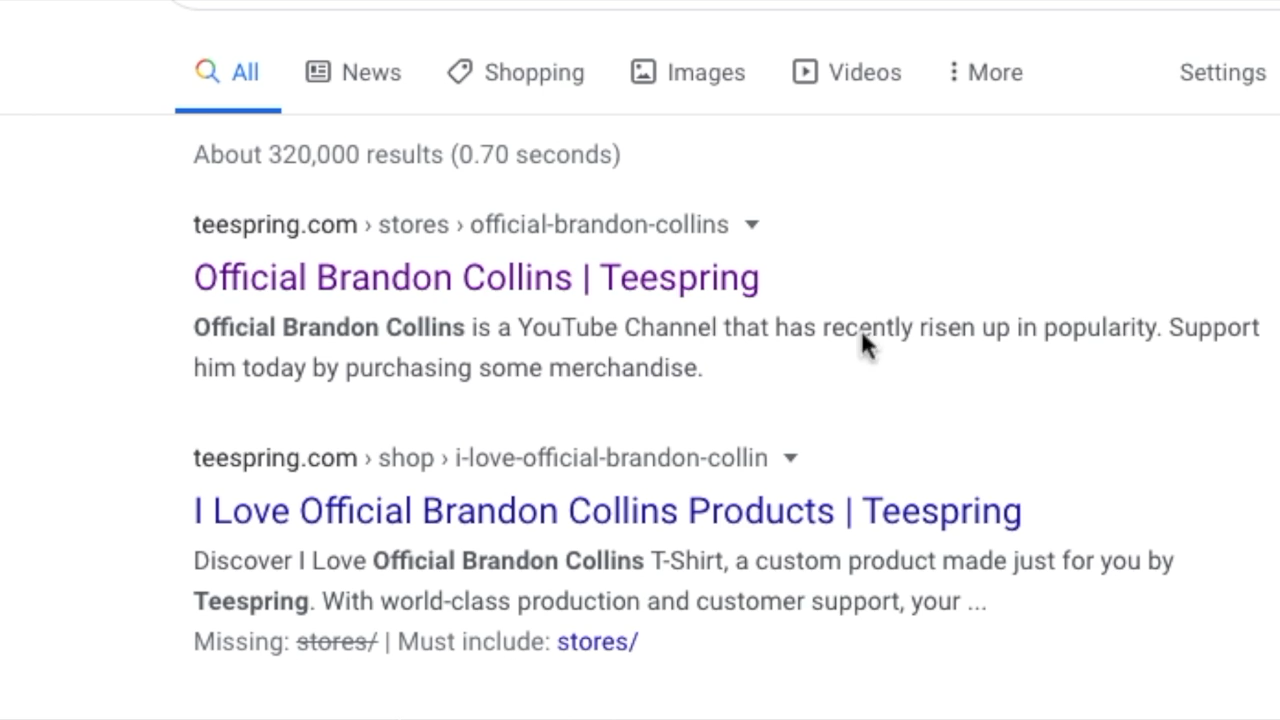 All News Shopping Images Videos More Settings
About 320,000 results (0.70 seconds)
teespring.com › stores › official-brandon-collins
Official Brandon Collins | Teespring
Official Brandon Collins is a YouTube Channel that has recently risen up in popularity. Support
him today by purchasing some merchandise.
teespring.com › shop › i-love-official-brandon-collin
I Love Official Brandon Collins Products | Teespring
Discover I Love Official Brandon Collins T-Shirt, a custom product made just for you by
Teespring. With world-class production and customer support, your ...
Missing: stores/ | Must include: stores/